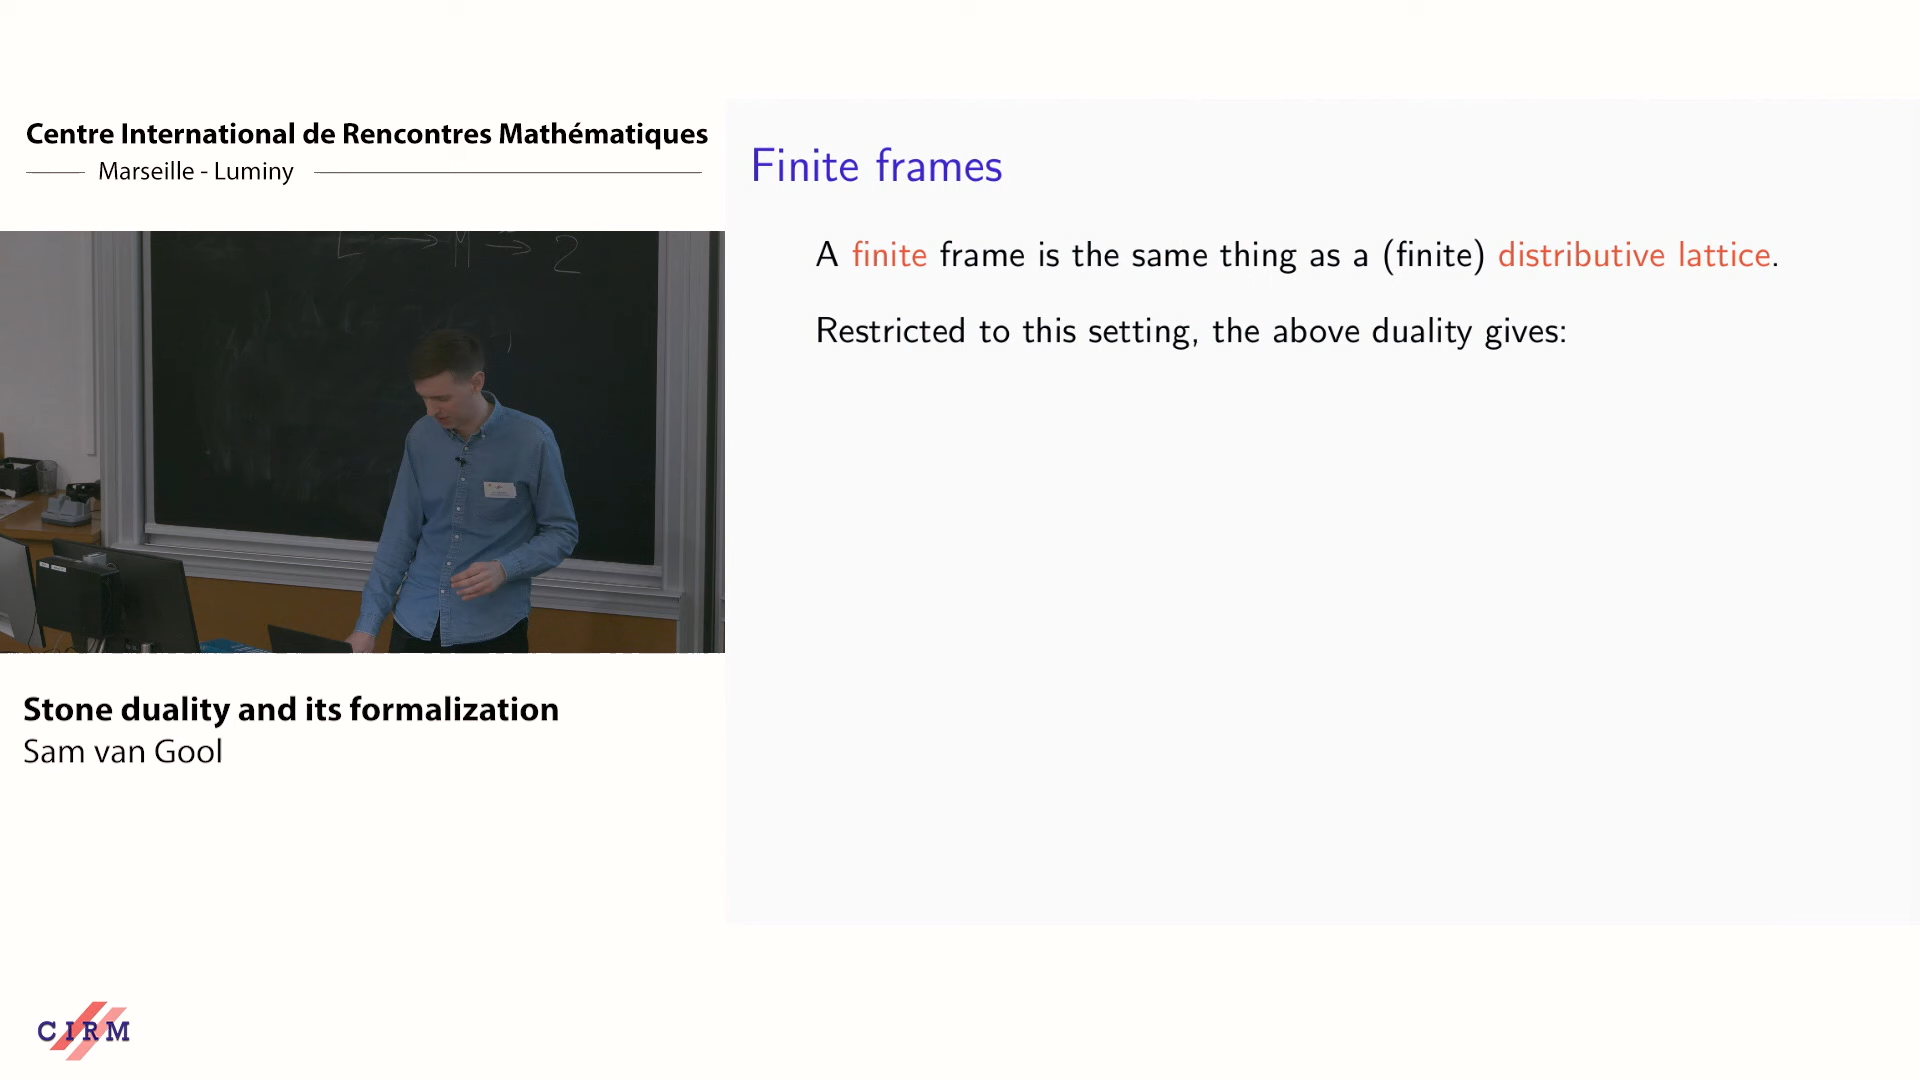 Centre International de Rencontres Mathématiques
Marseille - Luminy
L → M → 2
Stone duality and its formalization
Sam van Gool
CIRM
Finite frames
A finite frame is the same thing as a (finite) distributive lattice.
Restricted to this setting, the above duality gives: